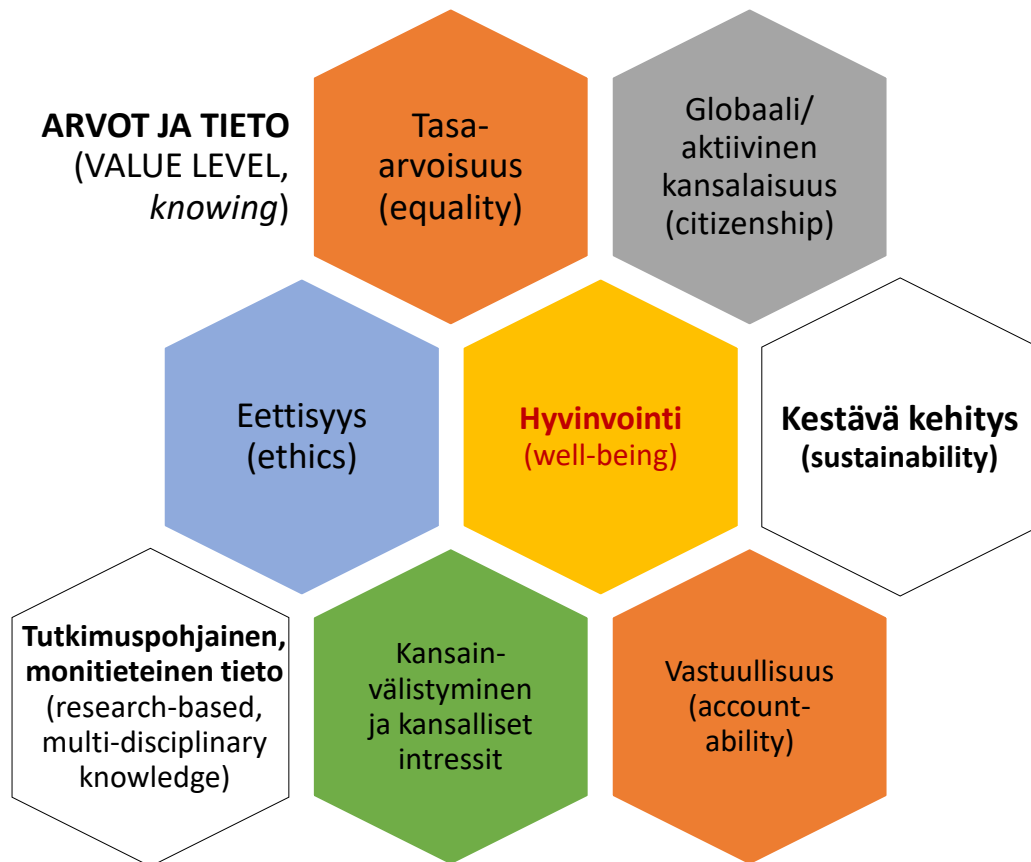 ARVOT JA TIETO
(VALUE LEVEL,
knowing)
Tasa-
arvoisuus
(equality)
Globaali/
aktiivinen
kansalaisuus
(citizenship)
Eettisyys
(ethics)
Hyvinvointi
(well-being)
Kestävä kehitys
(sustainability)
Tutkimuspohjainen,
monitieteinen tieto
(research-based,
multi-disciplinary
knowledge)
Kansain-
välistyminen
ja kansalliset
intressit
Vastuullisuus
(account-
ability)